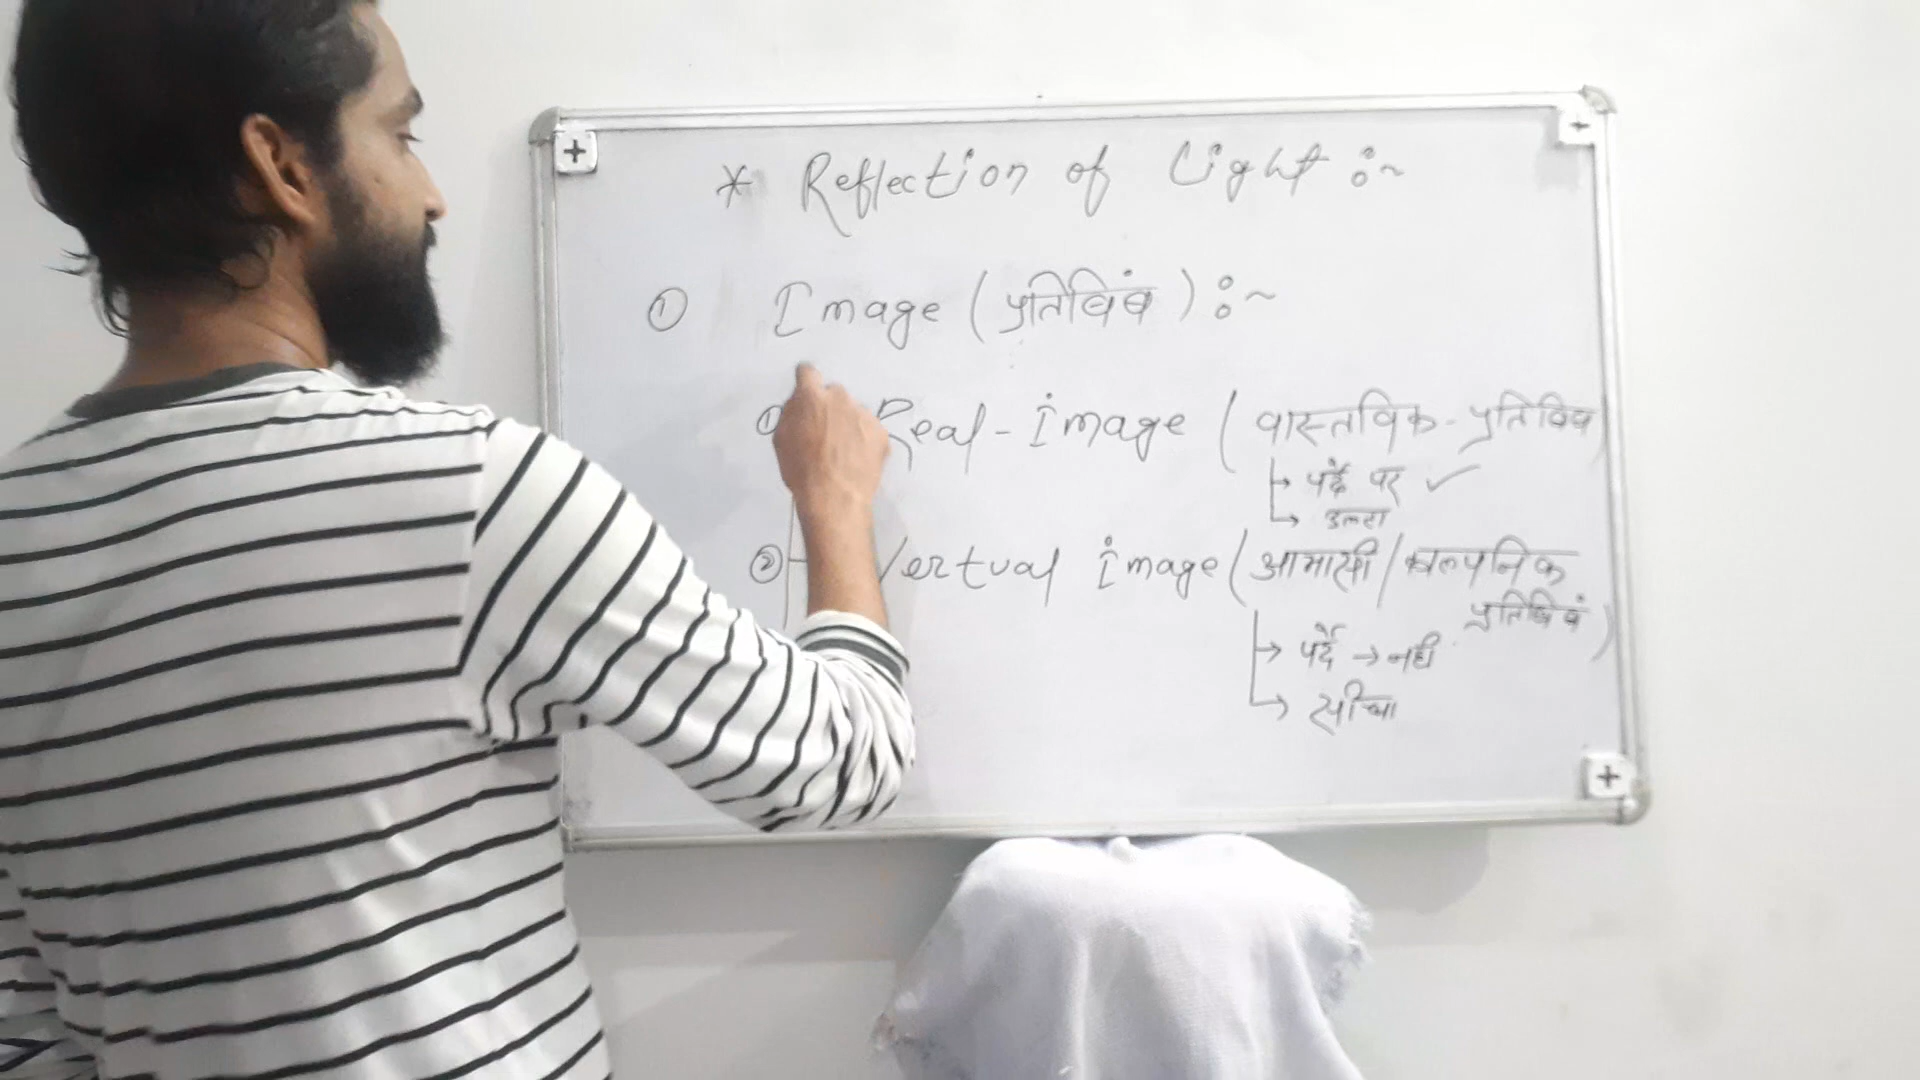 * Reflection of Light :~
① Image (प्रतिबिंब) :~
① Real-image (वास्तविक-प्रतिबिंब)
→ पर्दे पर ✓
→ उल्टा
② Vertual image (आभासी/काल्पनिक
प्रतिबिंब)
→ पर्दे → नहीं
→ सीधा